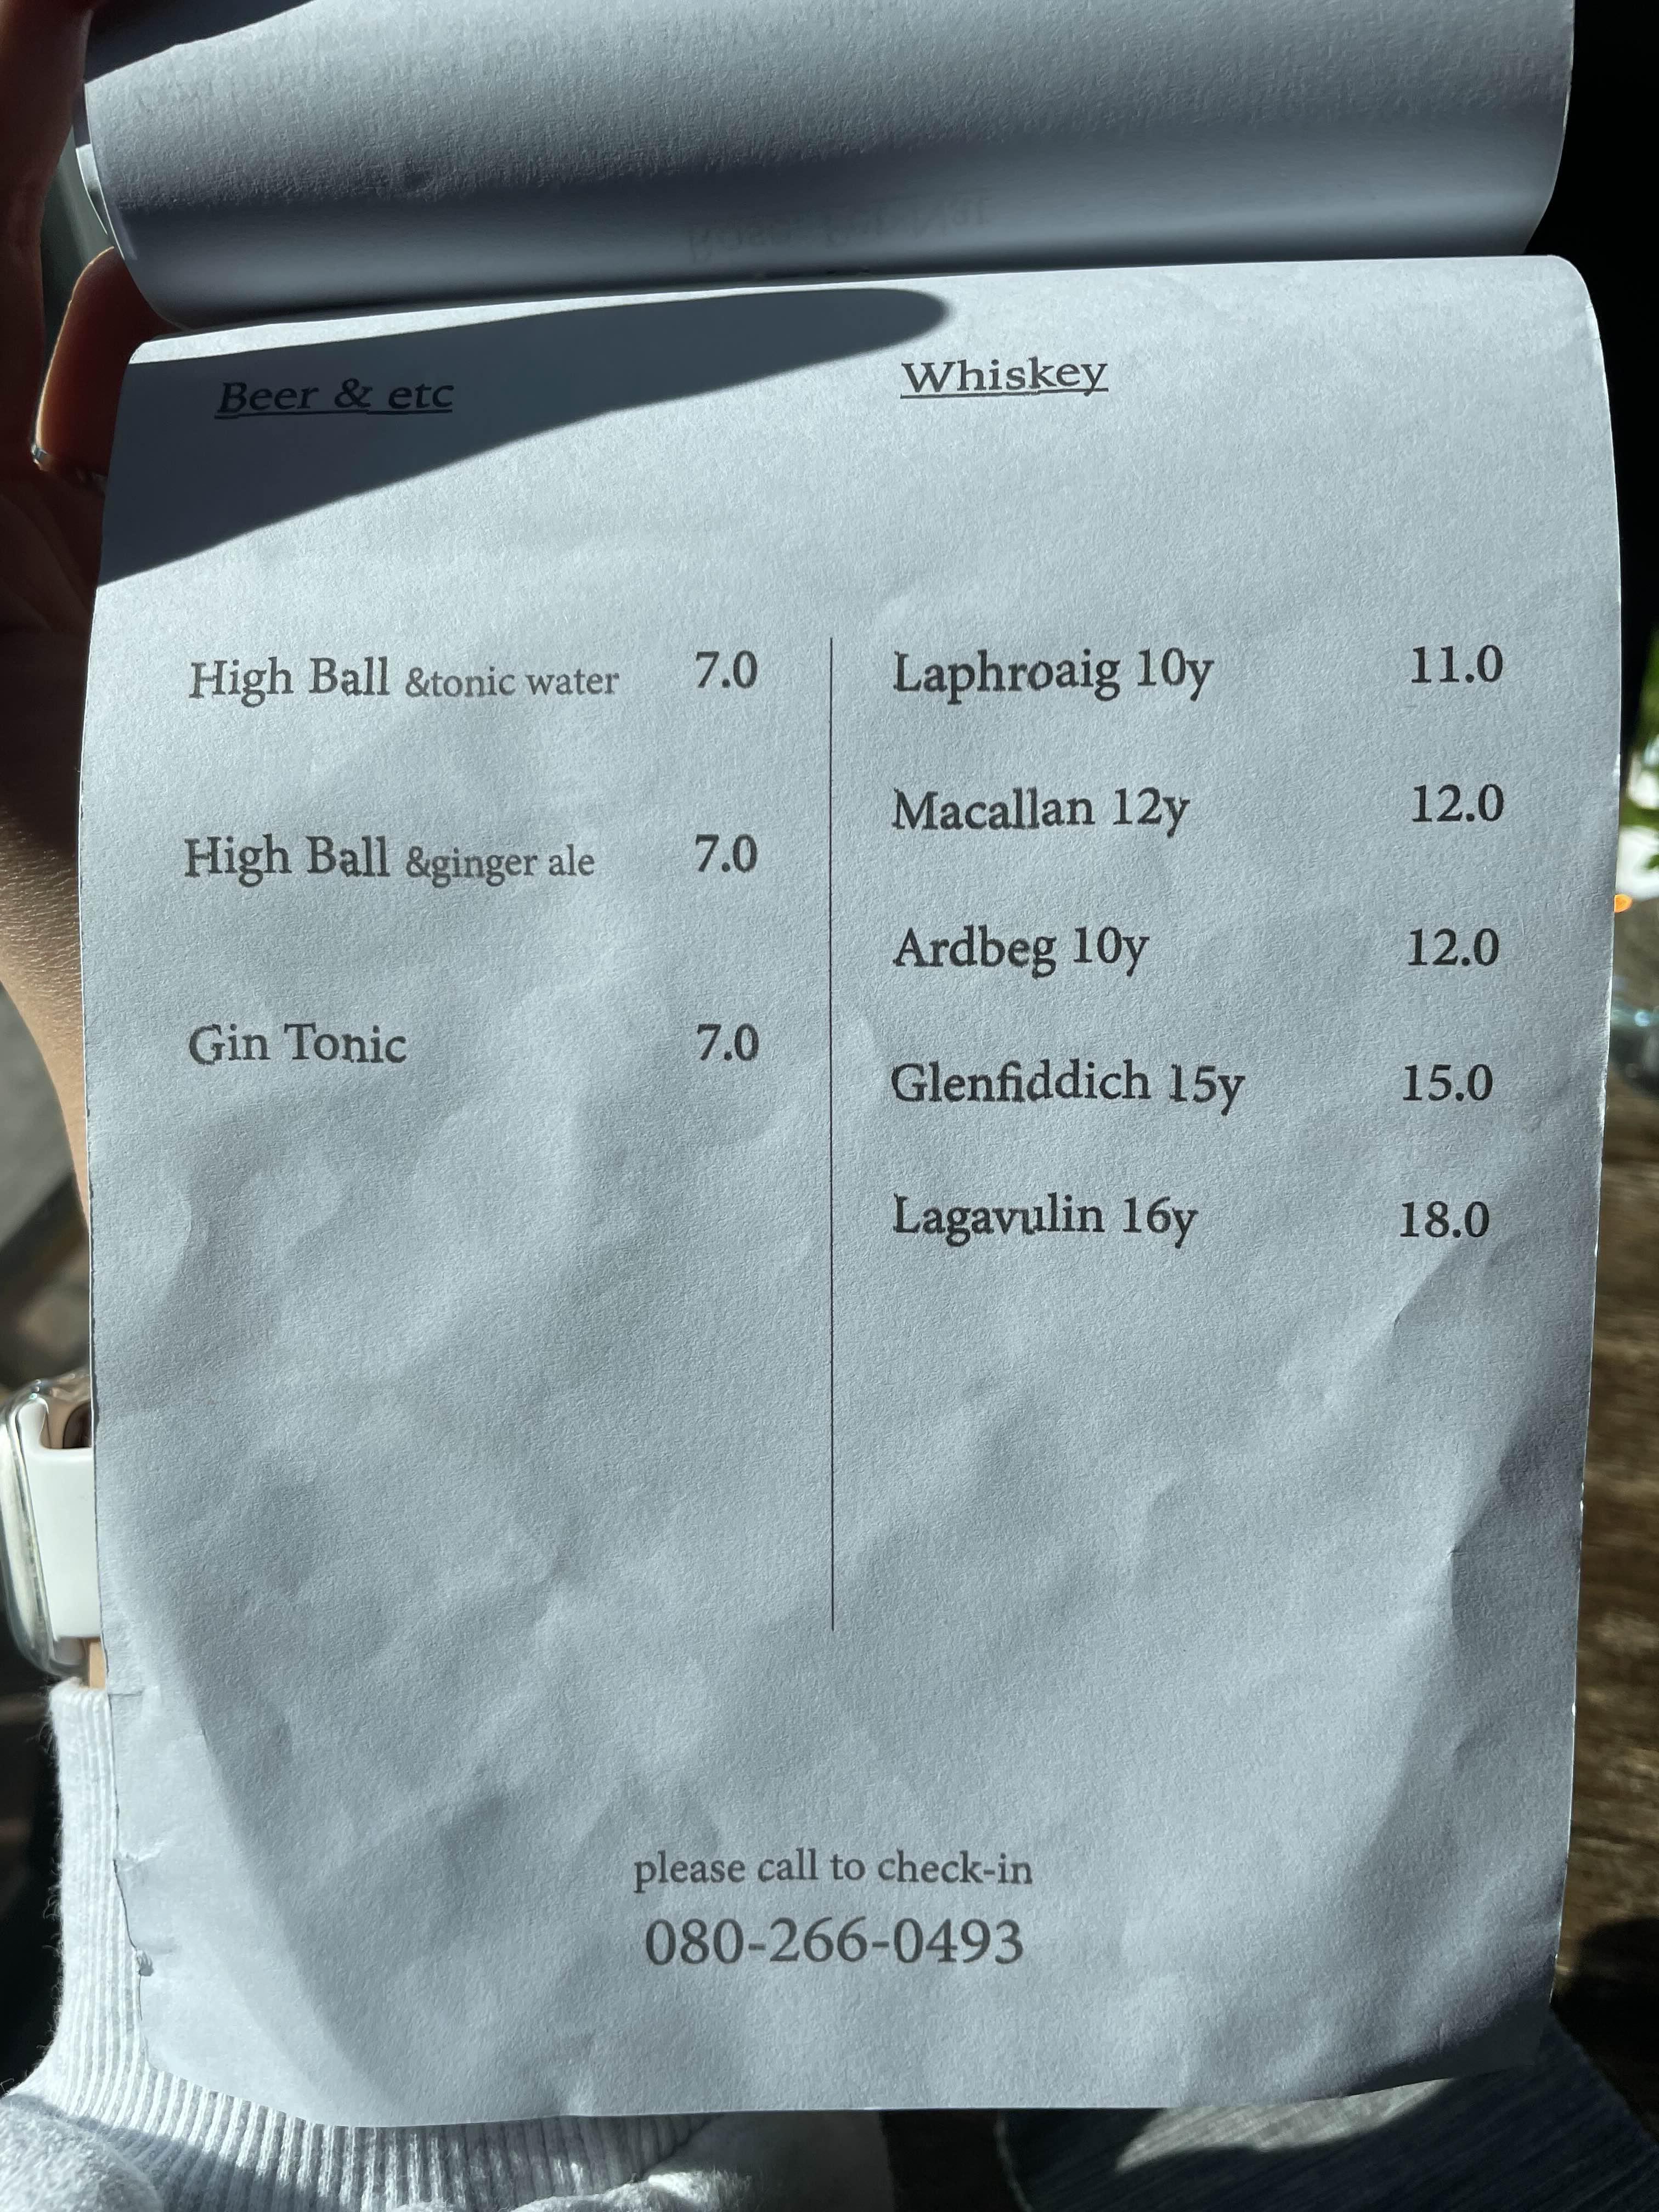 Beer & etc
High Ball &tonic water 7.0
High Ball &ginger ale 7.0
Gin Tonic 7.0
Whiskey
Laphroaig 10y 11.0
Macallan 12y 12.0
Ardbeg 10y 12.0
Glenfiddich 15y 15.0
Lagavulin 16y 18.0
please call to check-in
080-266-0493